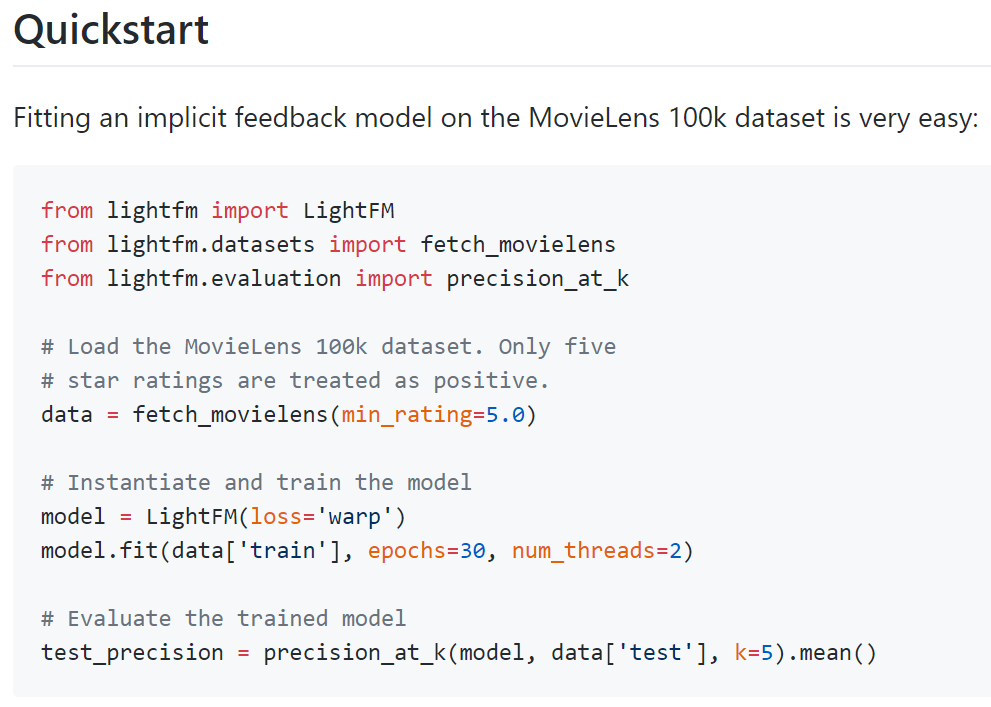 Quickstart
Fitting an implicit feedback model on the MovieLens 100k dataset is very easy:
from lightfm import LightFM
from lightfm.datasets import fetch_movielens
from lightfm.evaluation import precision_at_k
# Load the MovieLens 100k dataset. Only five
# star ratings are treated as positive.
data = fetch_movielens(min_rating=5.0)
# Instantiate and train the model
model = LightFM(loss='warp')
model.fit(data['train'], epochs=30, num_threads=2)
# Evaluate the trained model
test_precision = precision_at_k(model, data['test'], k=5).mean()